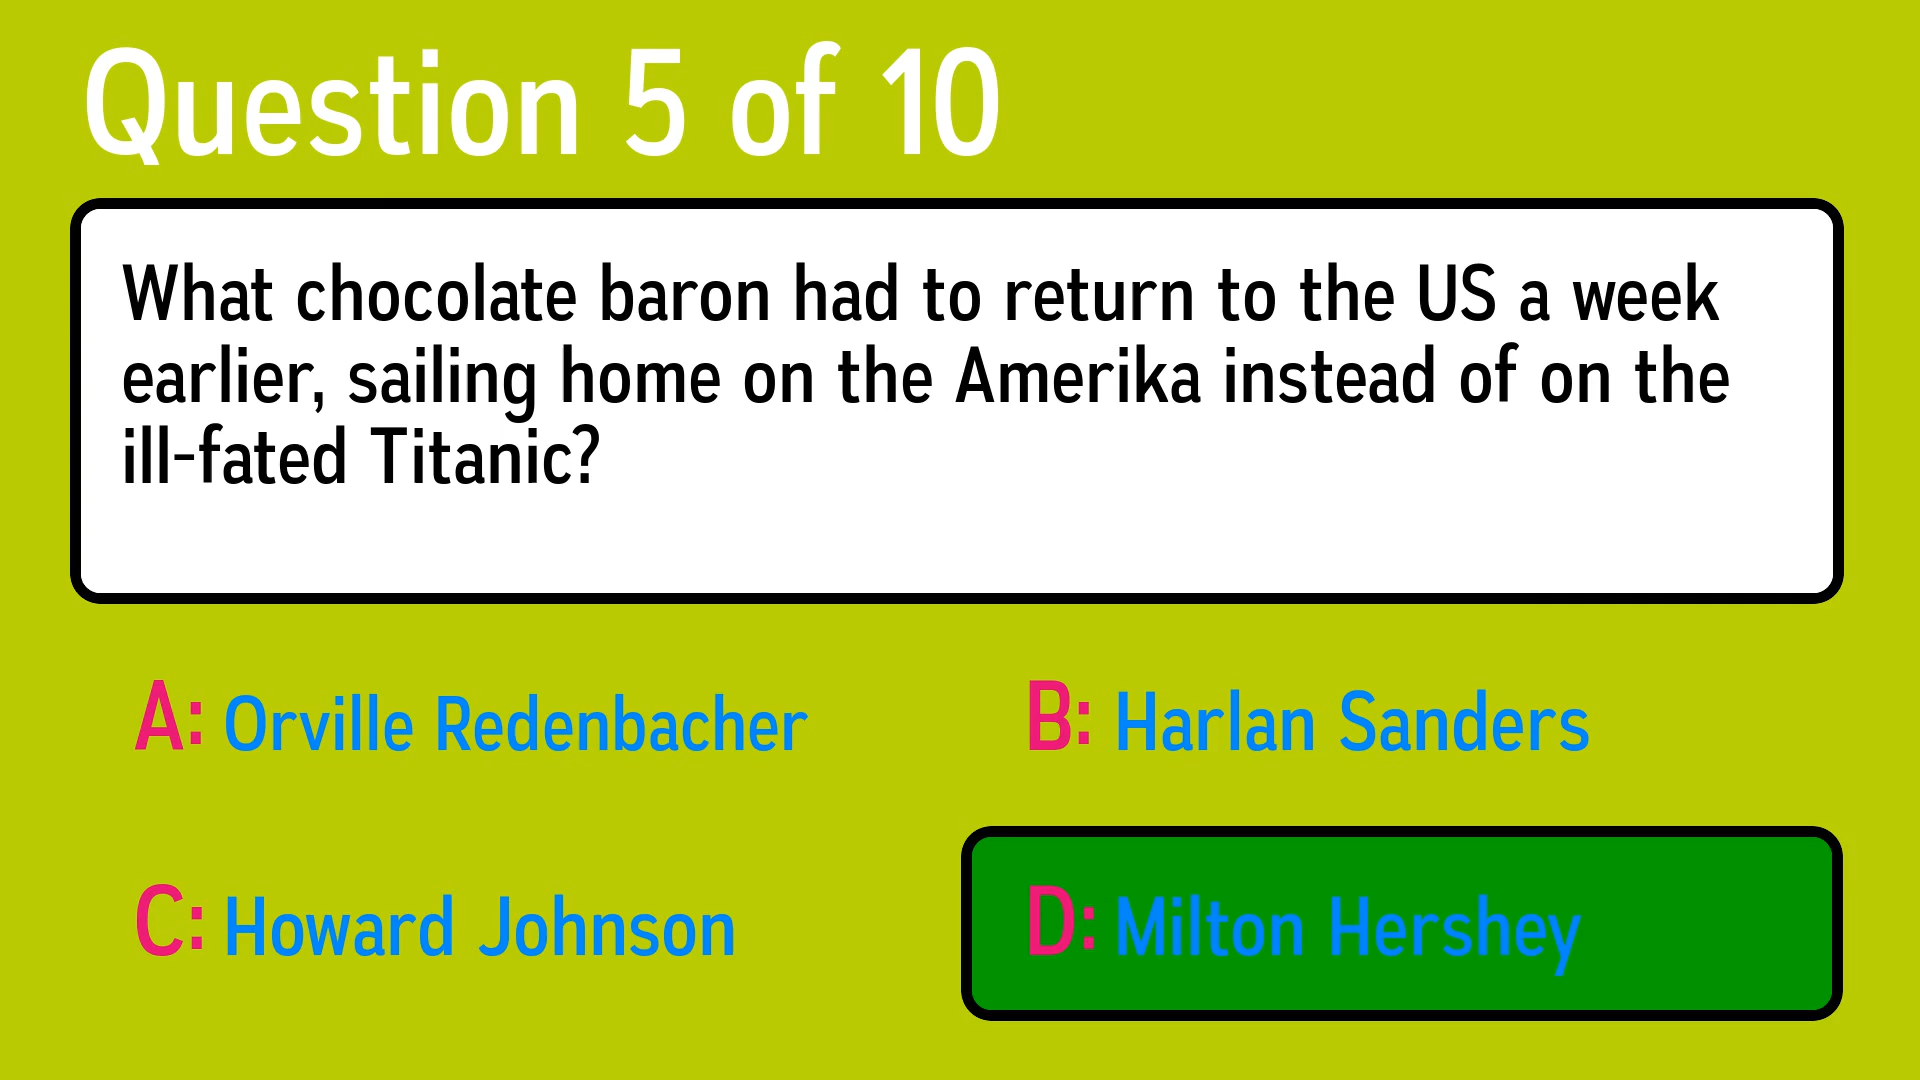 Question 5 of 10
What chocolate baron had to return to the US a week
earlier, sailing home on the Amerika instead of on the
ill-fated Titanic?
A: Orville Redenbacher
B: Harlan Sanders
C: Howard Johnson
D: Milton Hershey